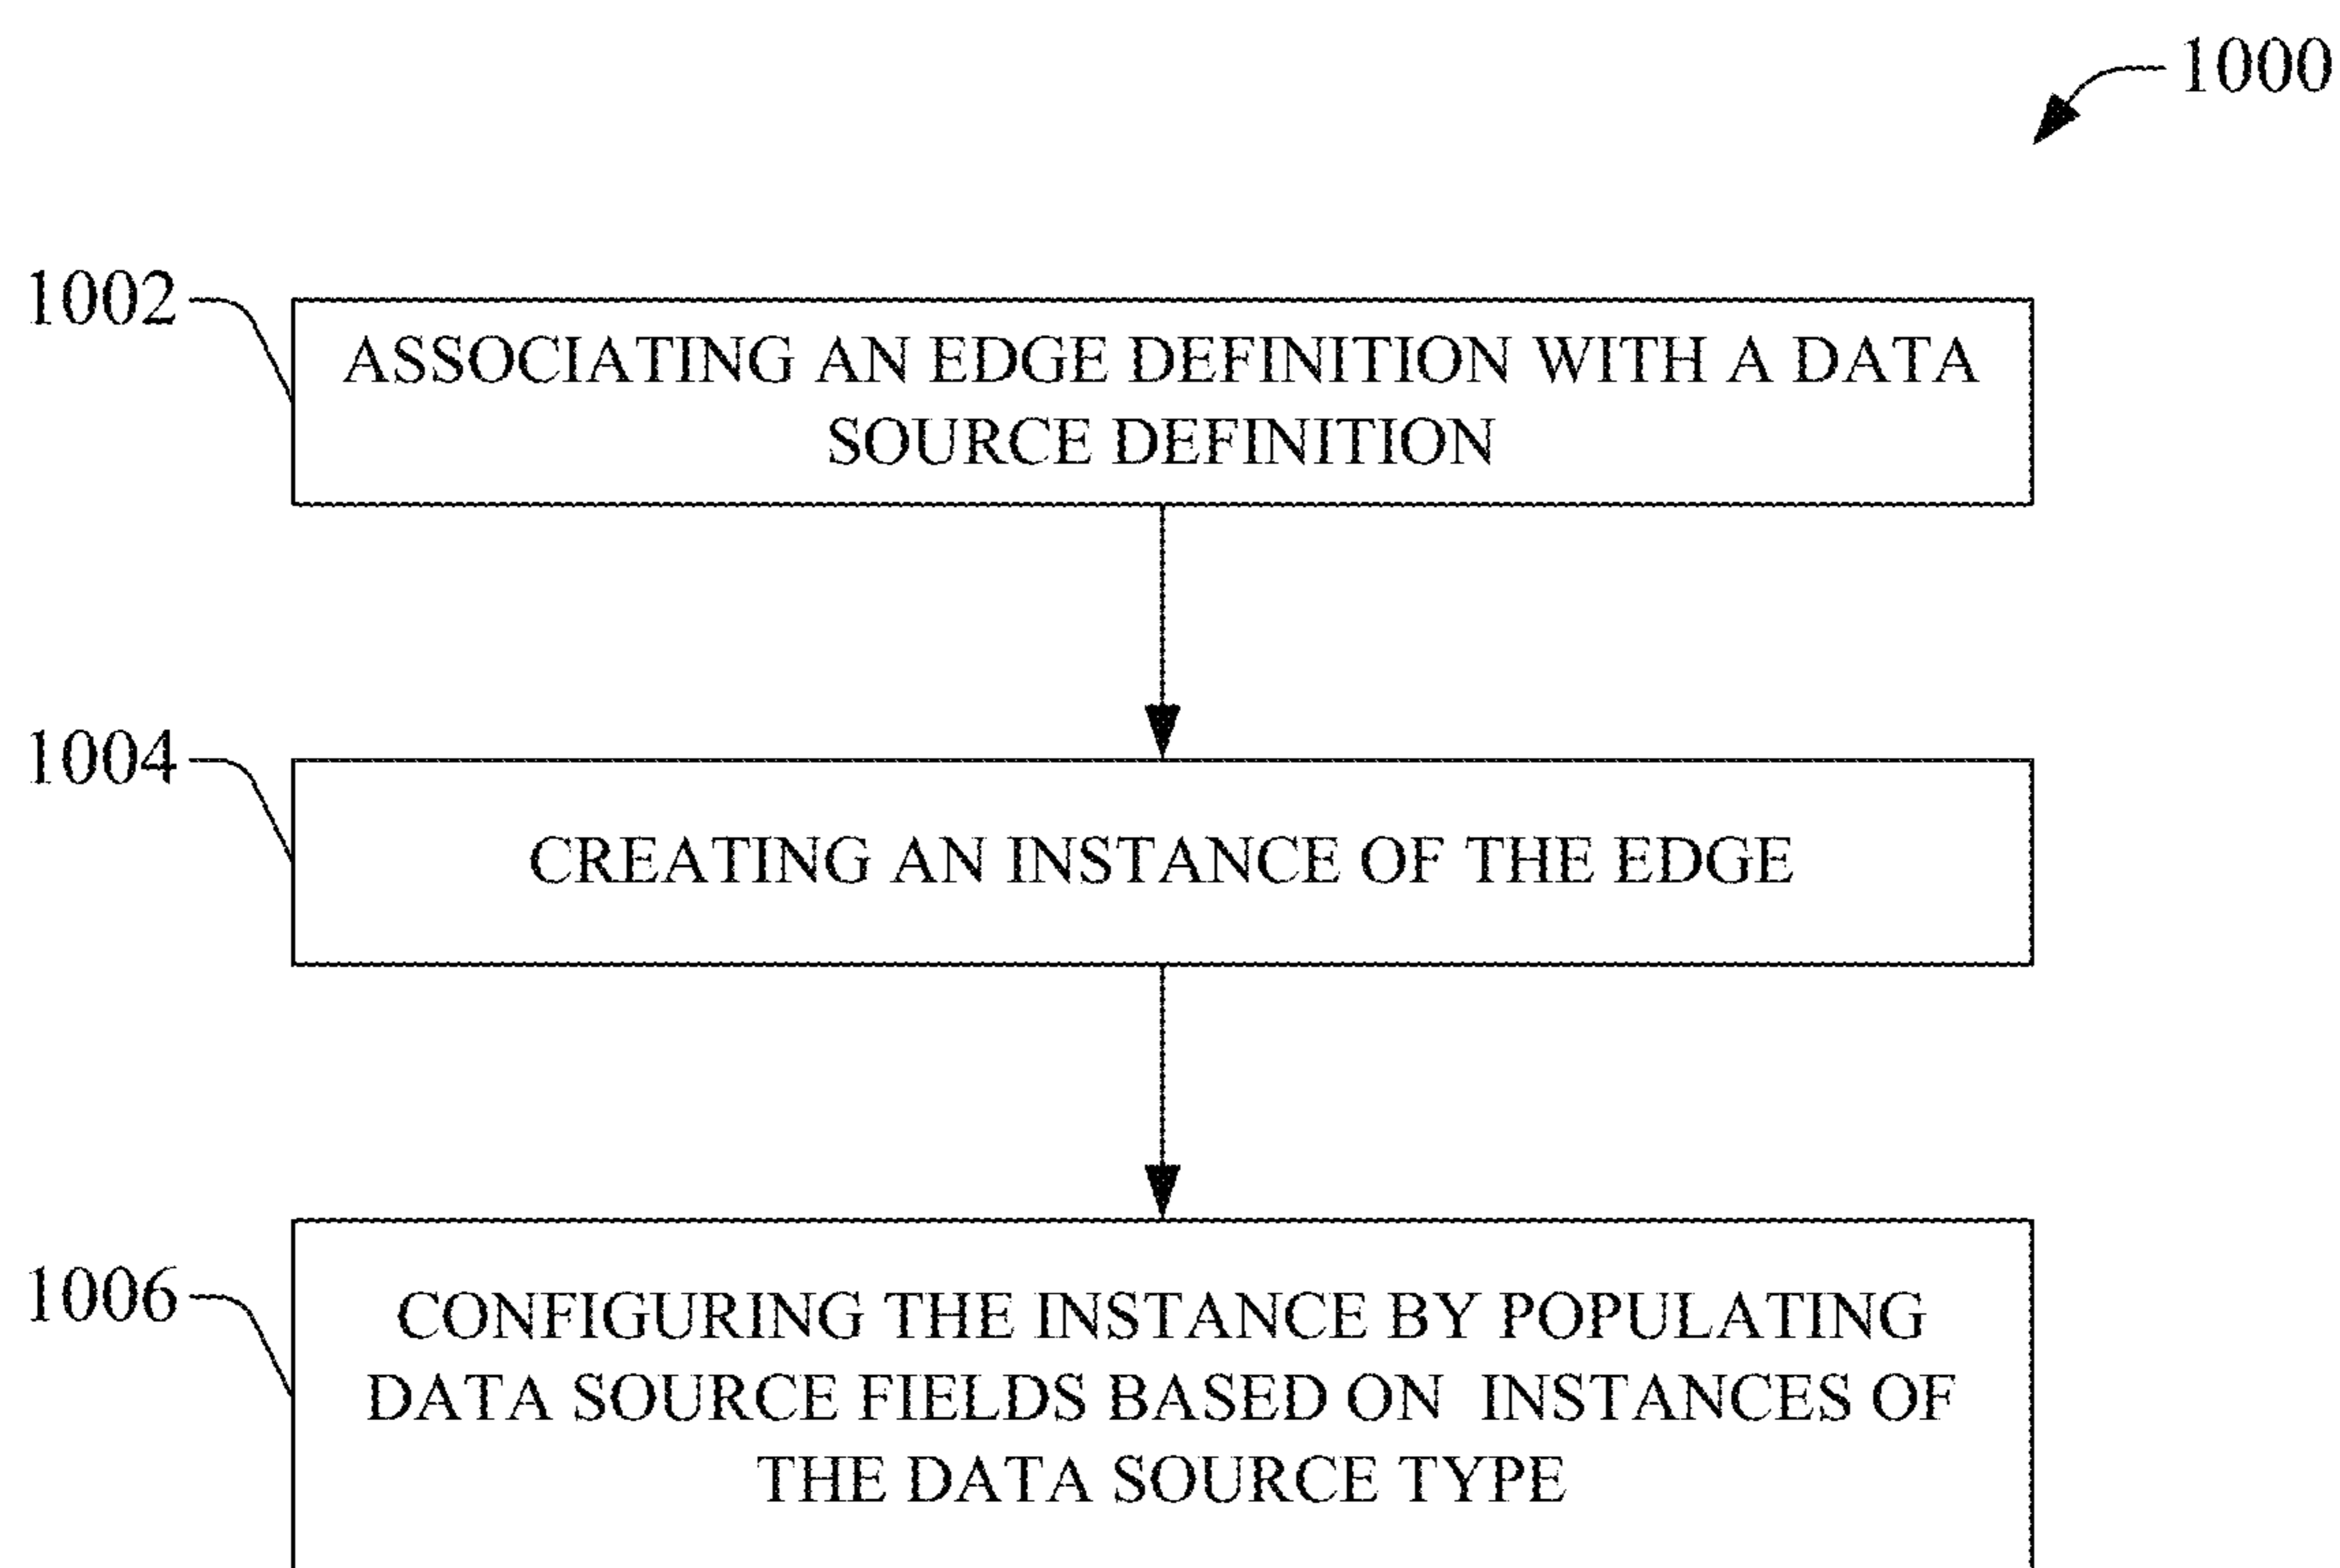 1000
1002
ASSOCIATING AN EDGE DEFINITION WITH A DATA
SOURCE DEFINITION
1004
CREATING AN INSTANCE OF THE EDGE
1006
CONFIGURING THE INSTANCE BY POPULATING
DATA SOURCE FIELDS BASED ON INSTANCES OF
THE DATA SOURCE TYPE